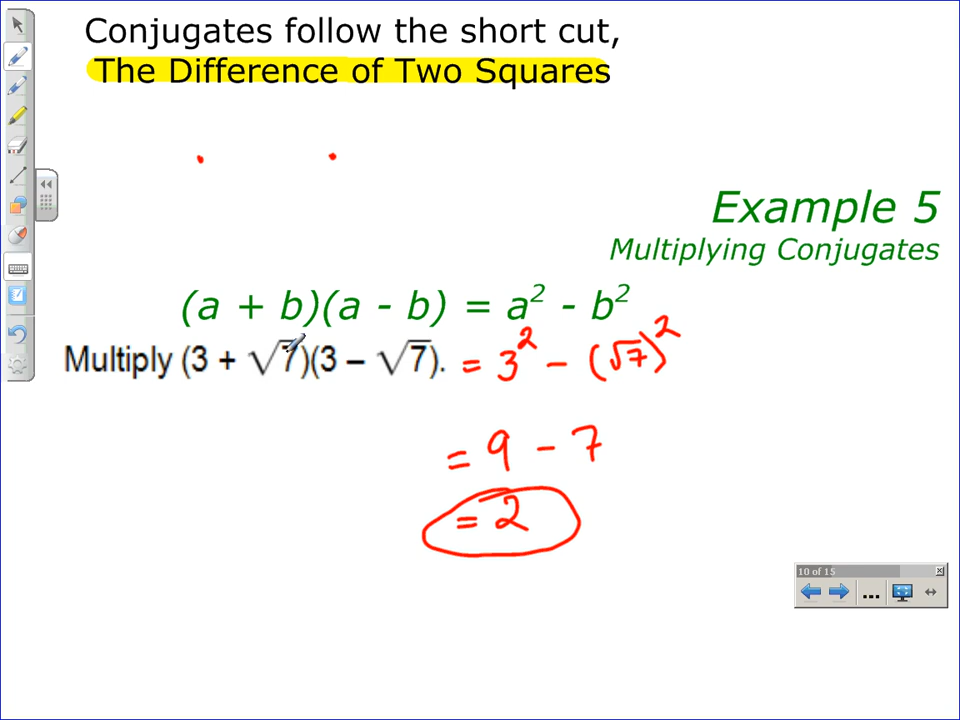 Conjugates follow the short cut,
The Difference of Two Squares
Example 5
Multiplying Conjugates
(a + b)(a - b) = a² - b²
Multiply (3 + √7)(3 – √7). = 3² – (√7)²
= 9 – 7
= 2
10 of 15